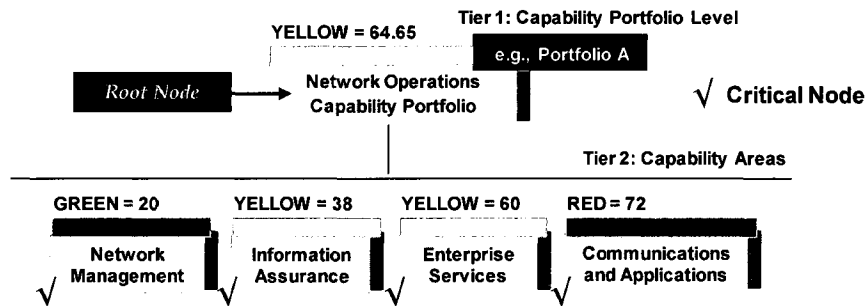 Tier 1: Capability Portfolio Level
YELLOW = 64.65
e.g., Portfolio A
Root Node
Network Operations
Capability Portfolio
√ Critical Node
Tier 2: Capability Areas
GREEN = 20
YELLOW = 38
YELLOW = 60
RED = 72
√ Network
Management
√ Information
Assurance
√ Enterprise
Services
√ Communications
and Applications